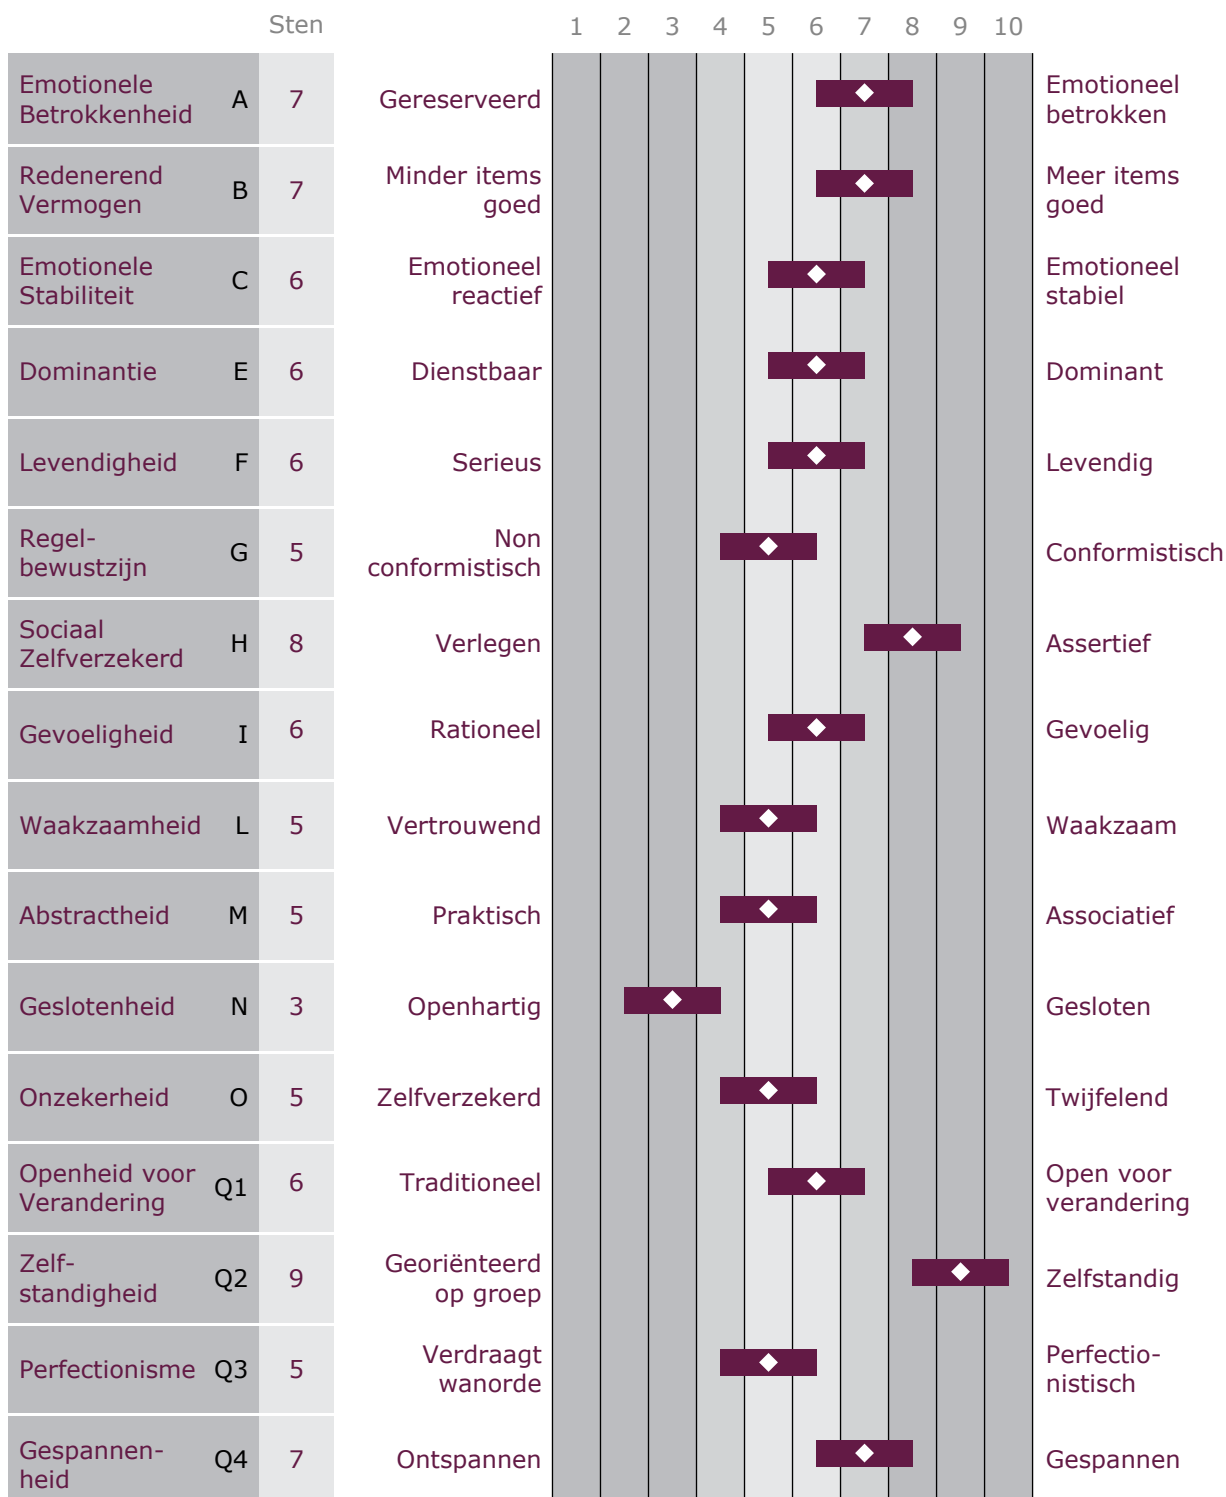 Sten 1 2 3 4 5 6 7 8 9 10
Emotionele
Betrokkenheid A 7 Gereserveerd Emotioneel
betrokken
Redenerend
Vermogen B 7 Minder items
goed Meer items
goed
Emotionele
Stabiliteit C 6 Emotioneel
reactief Emotioneel
stabiel
Dominantie E 6 Dienstbaar Dominant
Levendigheid F 6 Serieus Levendig
Regel-
bewustzijn G 5 Non
conformistisch Conformistisch
Sociaal
Zelfverzekerd H 8 Verlegen Assertief
Gevoeligheid I 6 Rationeel Gevoelig
Waakzaamheid L 5 Vertrouwend Waakzaam
Abstractheid M 5 Praktisch Associatief
Geslotenheid N 3 Openhartig Gesloten
Onzekerheid O 5 Zelfverzekerd Twijfelend
Openheid voor
Verandering Q1 6 Traditioneel Open voor
verandering
Zelf-
standigheid Q2 9 Georiënteerd
op groep Zelfstandig
Perfectionisme Q3 5 Verdraagt
wanorde Perfectio-
nistisch
Gespannen-
heid Q4 7 Ontspannen Gespannen